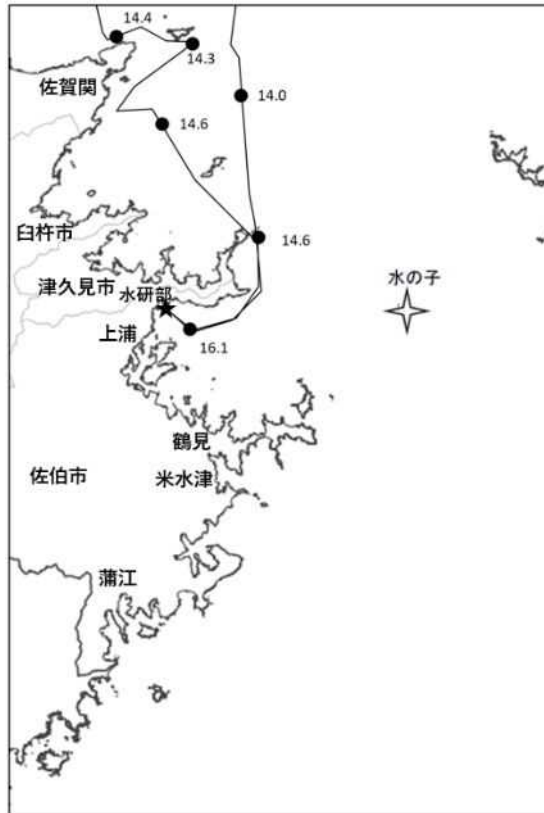 14.4
14.3
佐賀関
14.0
14.6
臼杵市
14.6
津久見市
水研部
水の子
上浦
16.1
鶴見
佐伯市
米水津
蒲江